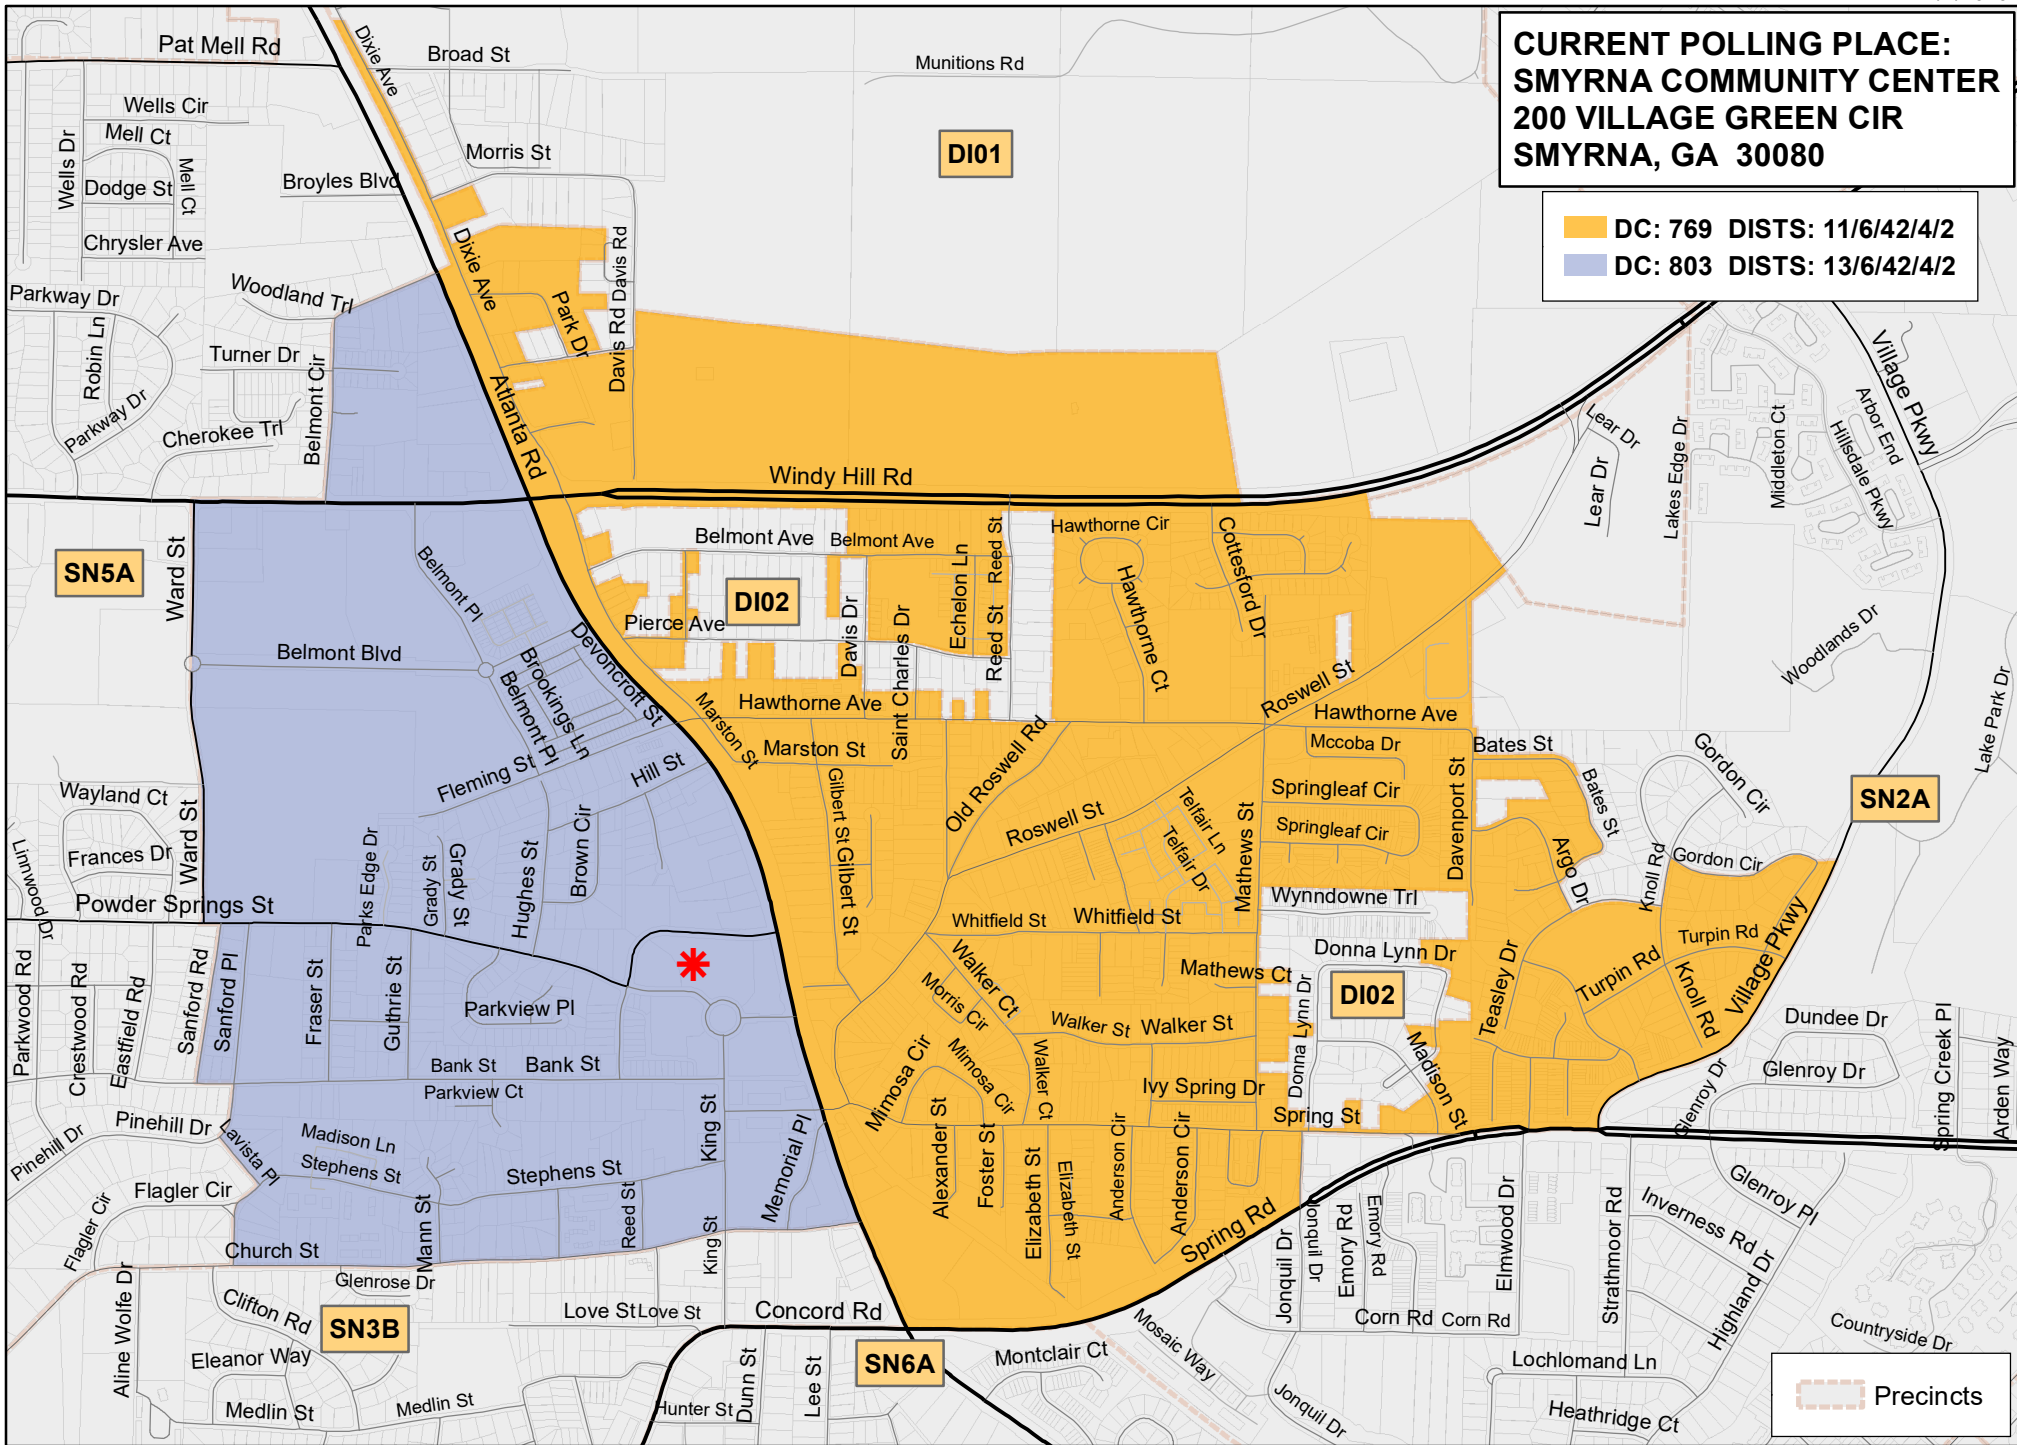 CURRENT POLLING PLACE:
SMYRNA COMMUNITY CENTER
200 VILLAGE GREEN CIR
SMYRNA, GA 30080
DC: 769 DISTS: 11/6/42/4/2
DC: 803 DISTS: 13/6/42/4/2
Pat Mell Rd
Dixie Ave
Broad St
Munitions Rd
Wells Cir
Wells Dr
Mell Ct
Mell Ct
Dodge St
Broyles Blvd
Morris St
DI01
Chrysler Ave
Dixie Ave
Davis Rd
Davis Rd
Park Dr
Parkway Dr
Woodland Trl
Robin Ln
Turner Dr
Belmont Cir
Parkway Dr
Cherokee Trl
Atlanta Rd
Windy Hill Rd
Village Pkwy
Arbor End
Hillsdale Pkwy
Middleton Ct
Lakes Edge Dr
Lear Dr
Lear Dr
SN5A
Ward St
Belmont Pl
Belmont Ave
Belmont Ave
Echelon Ln
Reed St
Hawthorne Cir
Cottesford Dr
Hawthorne Ct
DI02
Pierce Ave
Davis Dr
Saint Charles Dr
Reed St
Belmont Blvd
Brookings Ln
Belmont Pl
Devoncroft St
Marston St
Hawthorne Ave
Marston St
Old Roswell Rd
Roswell St
Hawthorne Ave
Mccoba Dr
Woodlands Dr
Lake Park Dr
Bates St
Bates St
Gordon Cir
Gordon Cir
SN2A
Fleming St
Hill St
Brown Cir
Hughes St
Grady St
Grady St
Parks Edge Dr
Wayland Ct
Frances Dr
Ward St
Linnwood Dr
Powder Springs St
Gilbert St
Gilbert St
Roswell St
Telfair Ln
Telfair Dr
Mathews St
Springleaf Cir
Springleaf Cir
Davenport St
Argo Dr
Knoll Rd
Wynndowne Trl
Whitfield St
Whitfield St
Donna Lynn Dr
Donna Lynn Dr
DI02
Mathews Ct
Walker Ct
Morris Cir
Walker St
Walker St
Walker Ct
Mimosa Cir
Mimosa Cir
Ivy Spring Dr
Spring St
Madison St
Teasley Dr
Turpin Rd
Turpin Rd
Knoll Rd
Village Pkwy
Dundee Dr
Glenroy Dr
Glenroy Dr
Spring Creek Pl
Arden Way
Parkwood Rd
Crestwood Rd
Eastfield Rd
Sanford Rd
Sanford Pl
Fraser St
Guthrie St
Parkview Pl
Bank St
Bank St
Parkview Ct
King St
Memorial Pl
Pinehill Dr
Pinehill Dr
Lavista Pl
Madison Ln
Stephens St
Stephens St
Mann St
Reed St
King St
Flagler Cir
Flagler Cir
Church St
Glenrose Dr
Aline Wolfe Dr
Clifton Rd
SN3B
Eleanor Way
Medlin St
Medlin St
Love St
Love St
Concord Rd
Hunter St
Dunn St
Lee St
SN6A
Alexander St
Foster St
Elizabeth St
Elizabeth St
Anderson Cir
Anderson Cir
Spring Rd
Montclair Ct
Mosaic Way
Jonquil Dr
Jonquil Dr
Jonquil Dr
Emory Rd
Emory Rd
Corn Rd
Corn Rd
Elmwood Dr
Strathmoor Rd
Inverness Rd
Glenroy Pl
Highland Dr
Lochlomand Ln
Heathridge Ct
Countryside Dr
Precincts